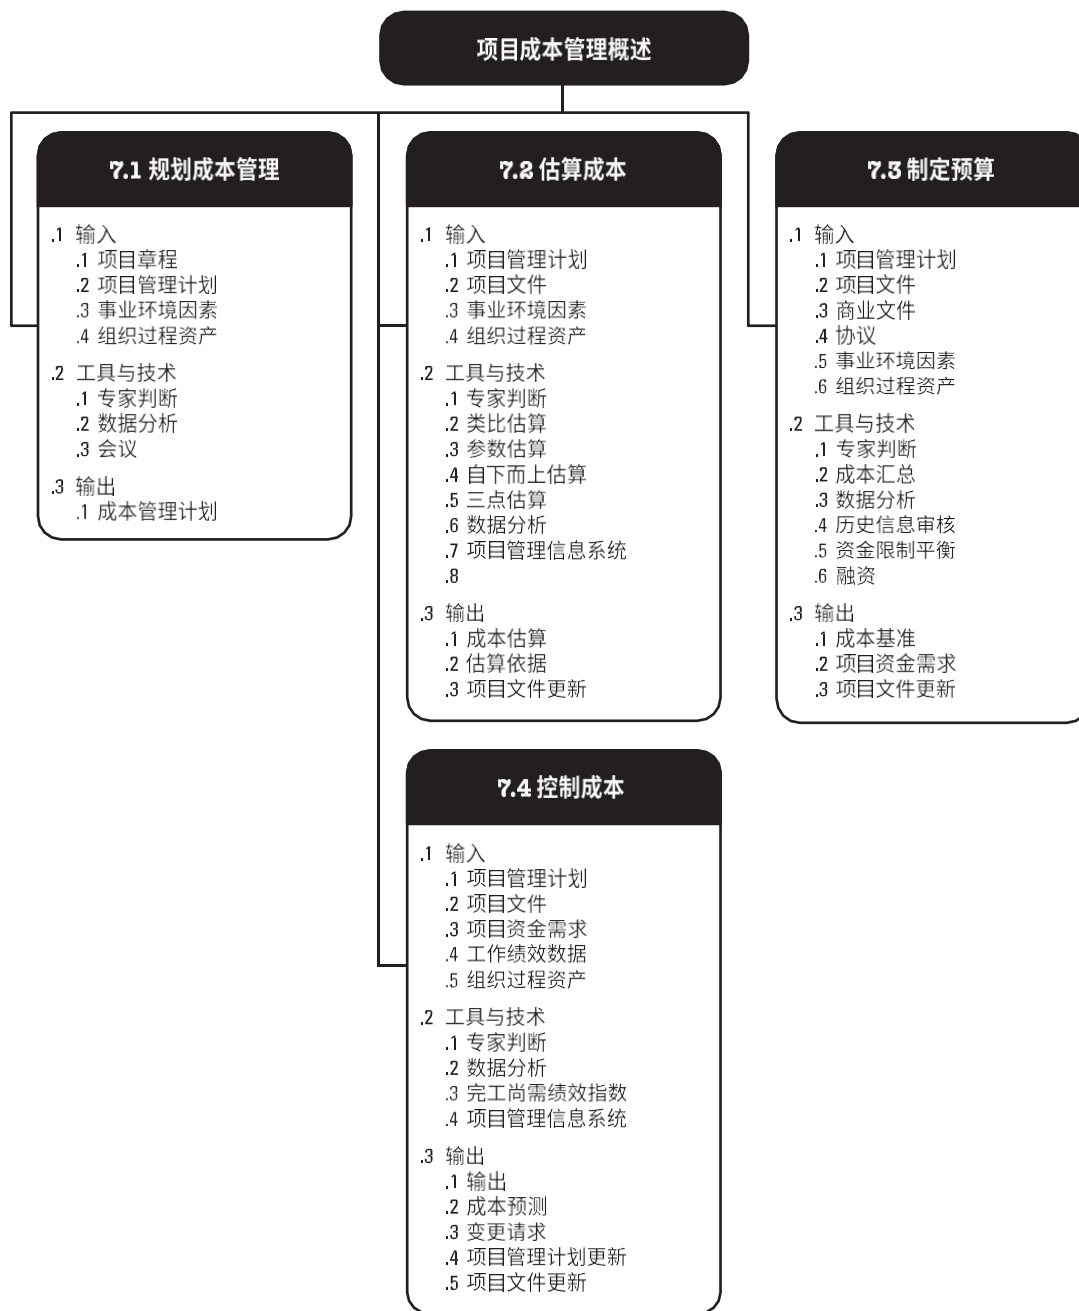 项目成本管理概述
7.1 规划成本管理
.1 输入
.1 项目章程
.2 项目管理计划
.3 事业环境因素
.4 组织过程资产
.2 工具与技术
.1 专家判断
.2 数据分析
.3 会议
.3 输出
.1 成本管理计划
7.2 估算成本
.1 输入
.1 项目管理计划
.2 项目文件
.3 事业环境因素
.4 组织过程资产
.2 工具与技术
.1 专家判断
.2 类比估算
.3 参数估算
.4 自下而上估算
.5 三点估算
.6 数据分析
.7 项目管理信息系统
.8
.3 输出
.1 成本估算
.2 估算依据
.3 项目文件更新
7.3 制定预算
.1 输入
.1 项目管理计划
.2 项目文件
.3 商业文件
.4 协议
.5 事业环境因素
.6 组织过程资产
.2 工具与技术
.1 专家判断
.2 成本汇总
.3 数据分析
.4 历史信息审核
.5 资金限制平衡
.6 融资
.3 输出
.1 成本基准
.2 项目资金需求
.3 项目文件更新
7.4 控制成本
.1 输入
.1 项目管理计划
.2 项目文件
.3 项目资金需求
.4 工作绩效数据
.5 组织过程资产
.2 工具与技术
.1 专家判断
.2 数据分析
.3 完工尚需绩效指数
.4 项目管理信息系统
.3 输出
.1 输出
.2 成本预测
.3 变更请求
.4 项目管理计划更新
.5 项目文件更新